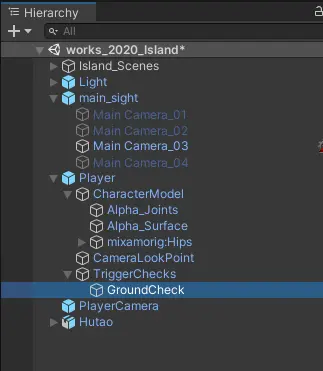 Hierarchy
All
works_2020_Island*
Island_Scenes
Light
main_sight
Main Camera_01
Main Camera_02
Main Camera_03
Main Camera_04
Player
CharacterModel
Alpha_Joints
Alpha_Surface
mixamorig:Hips
CameraLookPoint
TriggerChecks
GroundCheck
PlayerCamera
Hutao